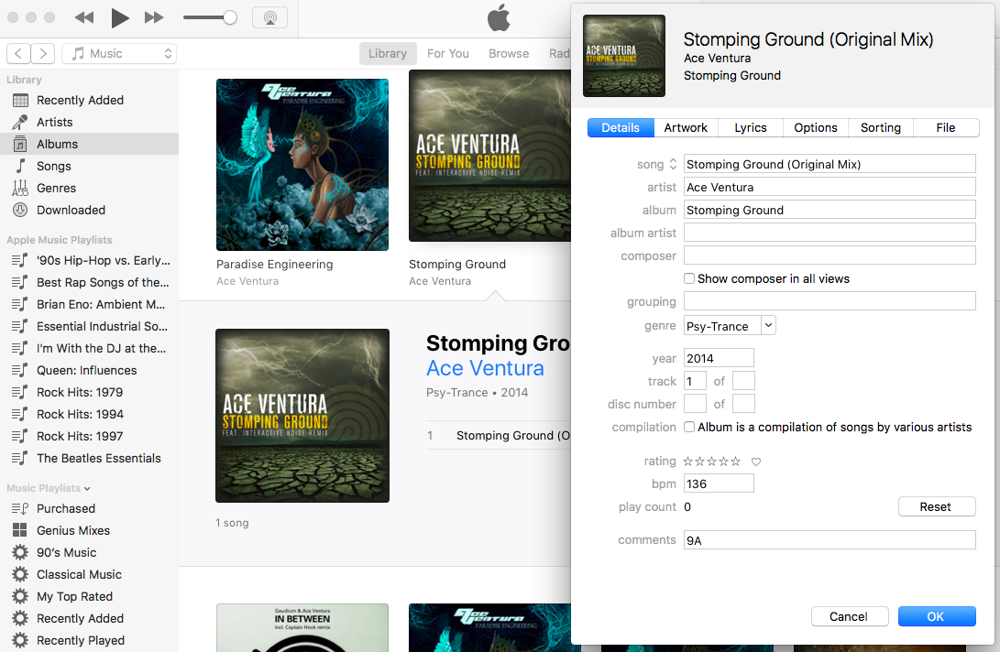 Music
Library
For You
Browse
Rad
Library
Recently Added
Artists
Albums
Songs
Genres
Downloaded
Apple Music Playlists
'90s Hip-Hop vs. Early...
Best Rap Songs of the...
Brian Eno: Ambient M...
Essential Industrial So...
I'm With the DJ at the...
Queen: Influences
Rock Hits: 1979
Rock Hits: 1994
Rock Hits: 1997
The Beatles Essentials
Music Playlists
Purchased
Genius Mixes
90's Music
Classical Music
My Top Rated
Recently Added
Recently Played
ACE VENTURA
PARADISE ENGINEERING
Paradise Engineering
Ace Ventura
ACE VENTURA
STOMPING GROUND
FEAT. INTERACTIVE NOISE REMIX
Stomping Ground
Ace Ventura
ACE VENTURA
STOMPING GROUND
FEAT. INTERACTIVE NOISE REMIX
1 song
Stomping Gro
Ace Ventura
Psy-Trance • 2014
1 Stomping Ground (O
Gaudium & Ace Ventura
IN BETWEEN
incl. Captain Hook remix
ACE VENTURA
PARADISE ENGINEERING
ACE VENTURA
STOMPING GROUND
Stomping Ground (Original Mix)
Ace Ventura
Stomping Ground
Details
Artwork
Lyrics
Options
Sorting
File
song Stomping Ground (Original Mix)
artist Ace Ventura
album Stomping Ground
album artist
composer
Show composer in all views
grouping
genre Psy-Trance
year 2014
track 1 of
disc number of
compilation Album is a compilation of songs by various artists
rating
bpm 136
play count 0 Reset
comments 9A
Cancel
OK